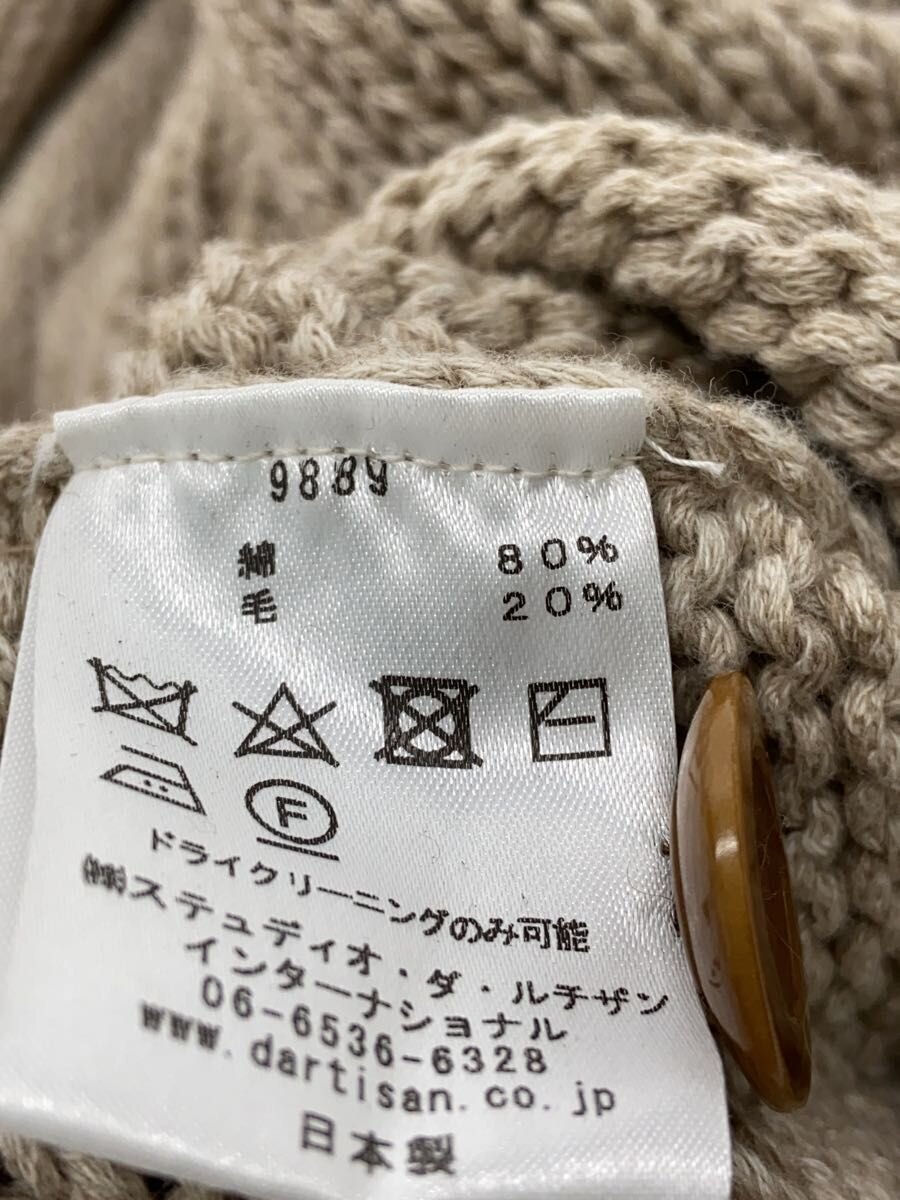 9889
綿 80%
毛 20%
F
ドライクリーニングのみ可能
㈱ステュディオ・ダ・ルチザン
インターナショナル
06-6536-6328
www.dartisan.co.jp
日本製